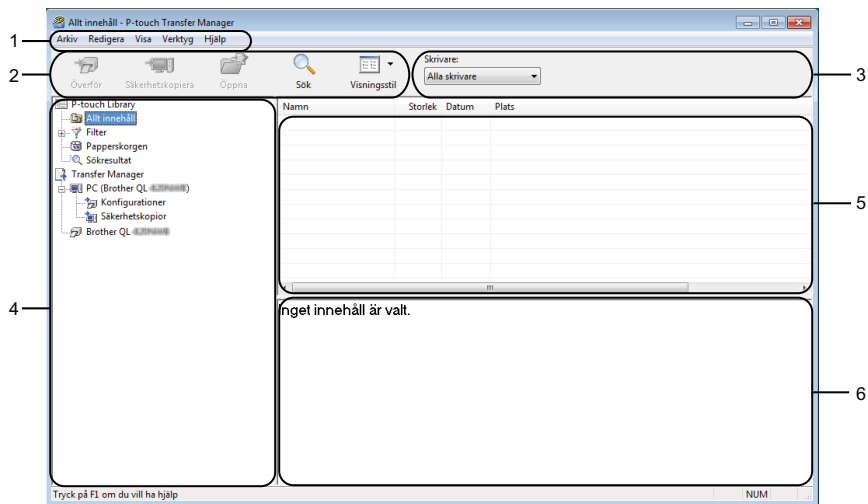 Allt innehåll - P-touch Transfer Manager
1
Arkiv Redigera Visa Verktyg Hjälp
2
Överför Säkerhetskopiera Öppna Sök Visningsstil
Skrivare:
Alla skrivare
3
P-touch Library
Allt innehåll
Filter
Papperskorgen
Sökresultat
Transfer Manager
PC (Brother QL )
Konfigurationer
Säkerhetskopior
Brother QL
4
Namn Storlek Datum Plats
5
Inget innehåll är valt.
6
Tryck på F1 om du vill ha hjälp
NUM